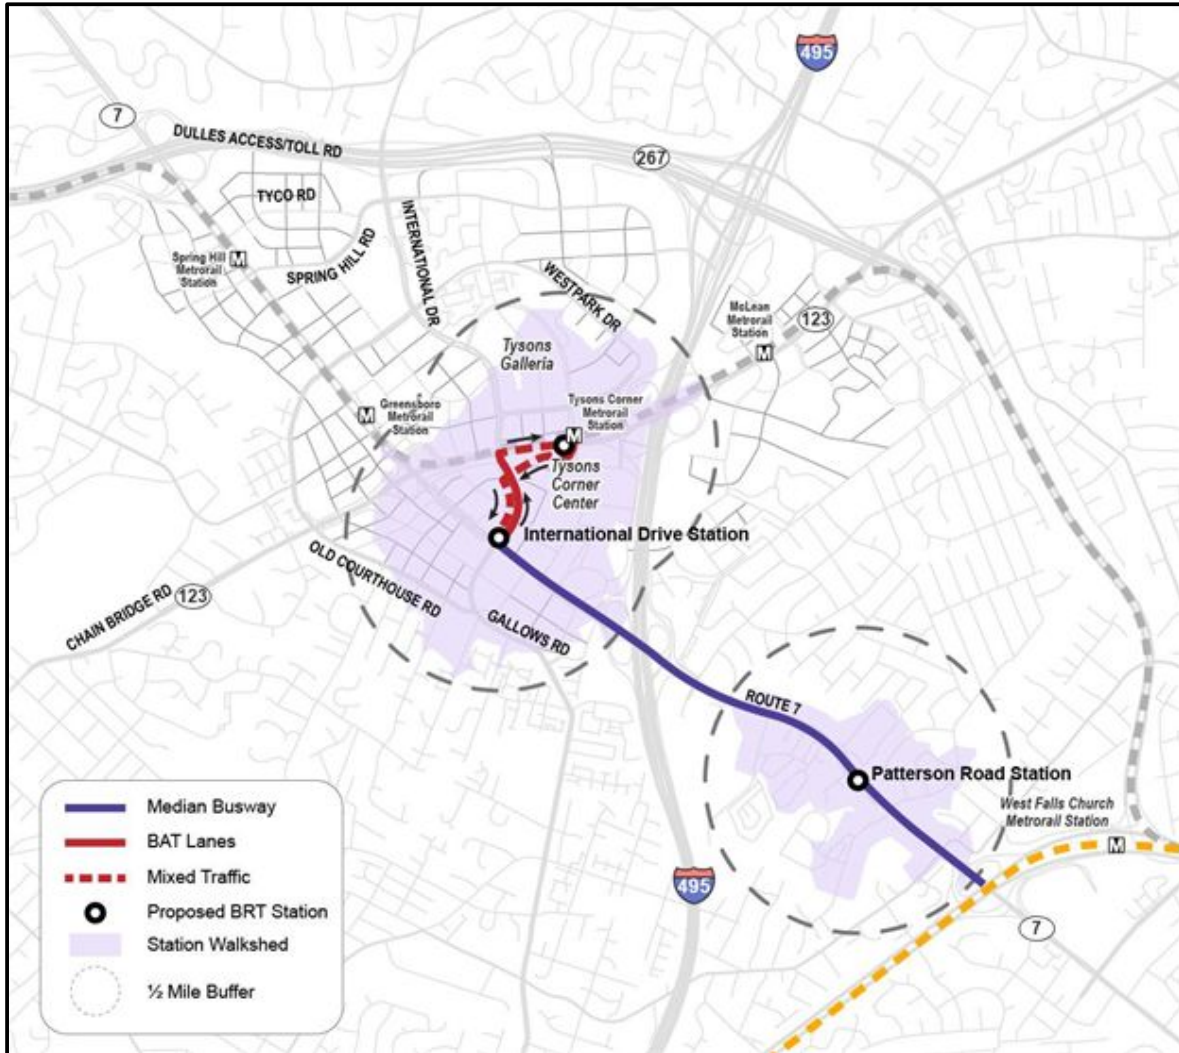 495
7
DULLES ACCESS/TOLL RD
267
TYCO RD
INTERNATIONAL DR
SPRING HILL RD
Spring Hill
Metrorail
Station
WESTPARK DR
McLean
Metrorail
Station
123
Tysons
Galleria
Greensboro
Metrorail
Station
Tysons Corner
Metrorail
Station
M
M
M
M
Tysons
Corner
Center
International Drive Station
OLD COURTHOUSE RD
CHAIN BRIDGE RD
123
GALLOWS RD
ROUTE 7
Patterson Road Station
West Falls Church
Metrorail Station
M
495
7
Median Busway
BAT Lanes
Mixed Traffic
Proposed BRT Station
Station Walkshed
½ Mile Buffer